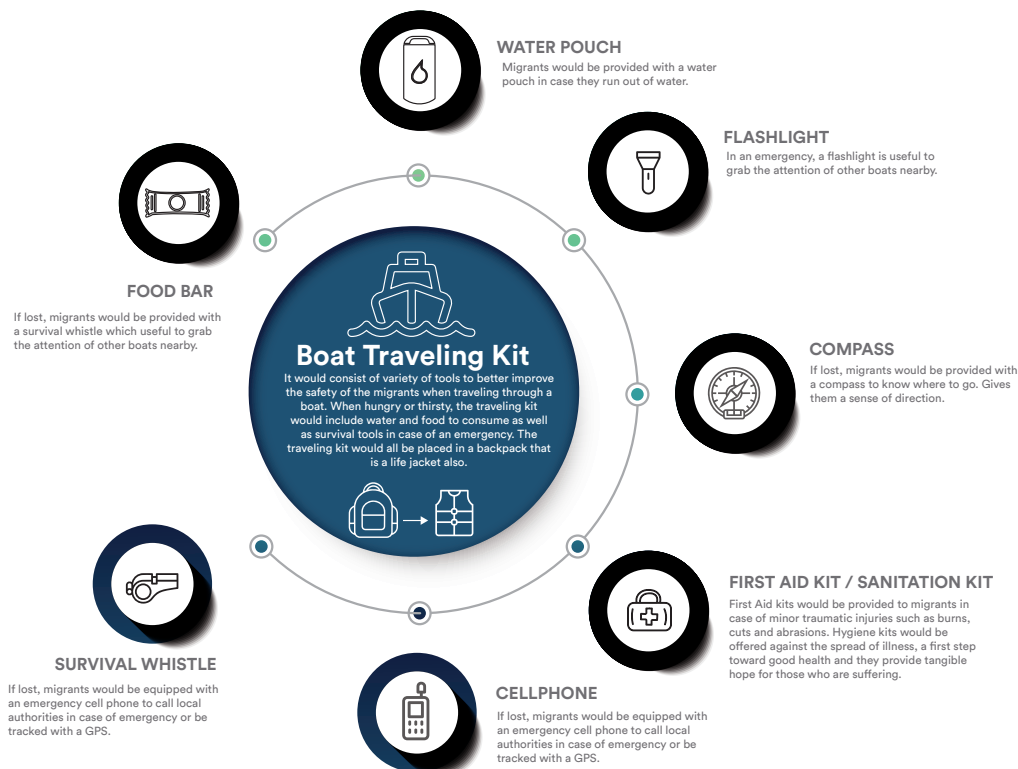 WATER POUCH
Migrants would be provided with a water
pouch in case they run out of water.
FLASHLIGHT
In an emergency, a flashlight is useful to
grab the attention of other boats nearby.
FOOD BAR
If lost, migrants would be provided with
a survival whistle which useful to grab
the attention of other boats nearby.
Boat Traveling Kit
It would consist of variety of tools to better improve
the safety of the migrants when traveling through a
boat. When hungry or thirsty, the traveling kit
would include water and food to consume as well
as survival tools in case of an emergency. The
traveling kit would all be placed in a backpack that
is a life jacket also.
COMPASS
If lost, migrants would be provided with
a compass to know where to go. Gives
them a sense of direction.
FIRST AID KIT / SANITATION KIT
First Aid kits would be provided to migrants in
case of minor traumatic injuries such as burns,
cuts and abrasions. Hygiene kits would be
offered against the spread of illness, a first step
toward good health and they provide tangible
hope for those who are suffering.
SURVIVAL WHISTLE
If lost, migrants would be equipped with
an emergency cell phone to call local
authorities in case of emergency or be
tracked with a GPS.
CELLPHONE
If lost, migrants would be equipped with
an emergency cell phone to call local
authorities in case of emergency or be
tracked with a GPS.